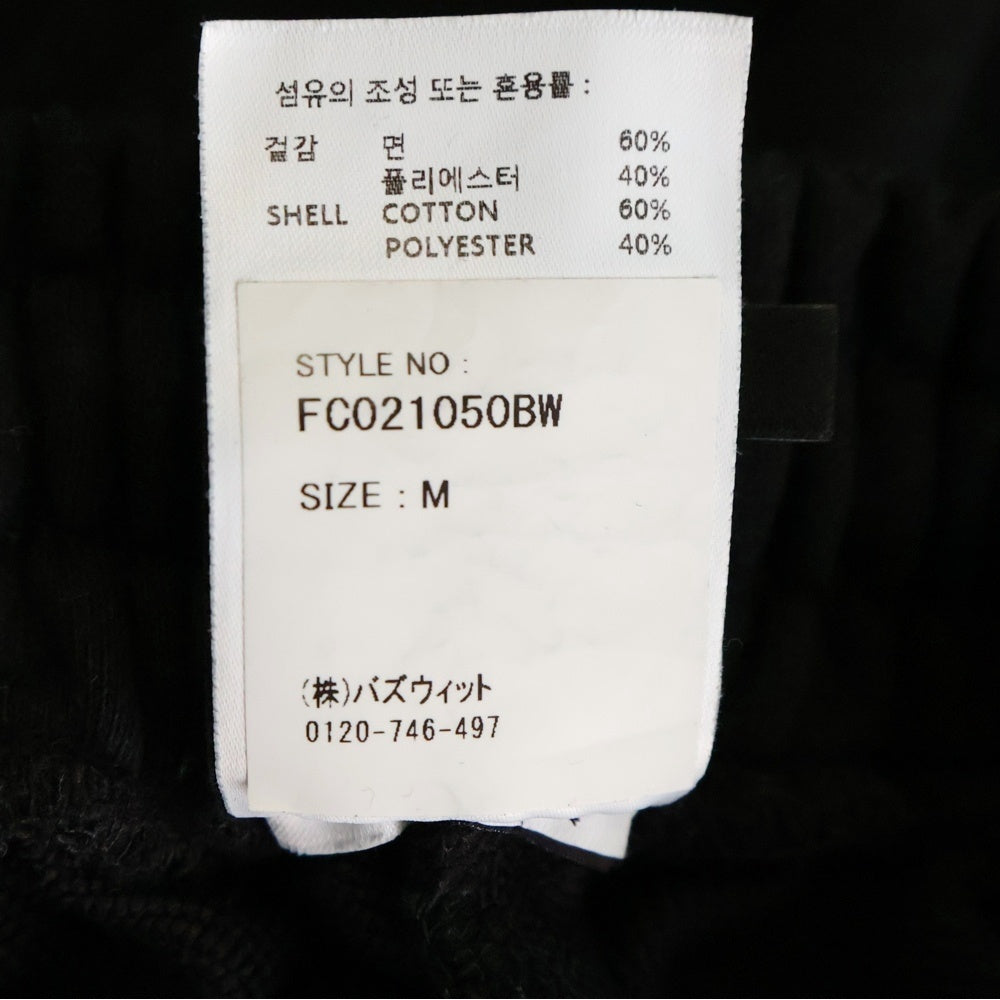 섬유의 조성 또는 혼용률 :
겉감 면 60%
폴리에스터 40%
SHELL COTTON 60%
POLYESTER 40%
STYLE NO :
FC021050BW
SIZE : M
(株)バズウィット
0120-746-497